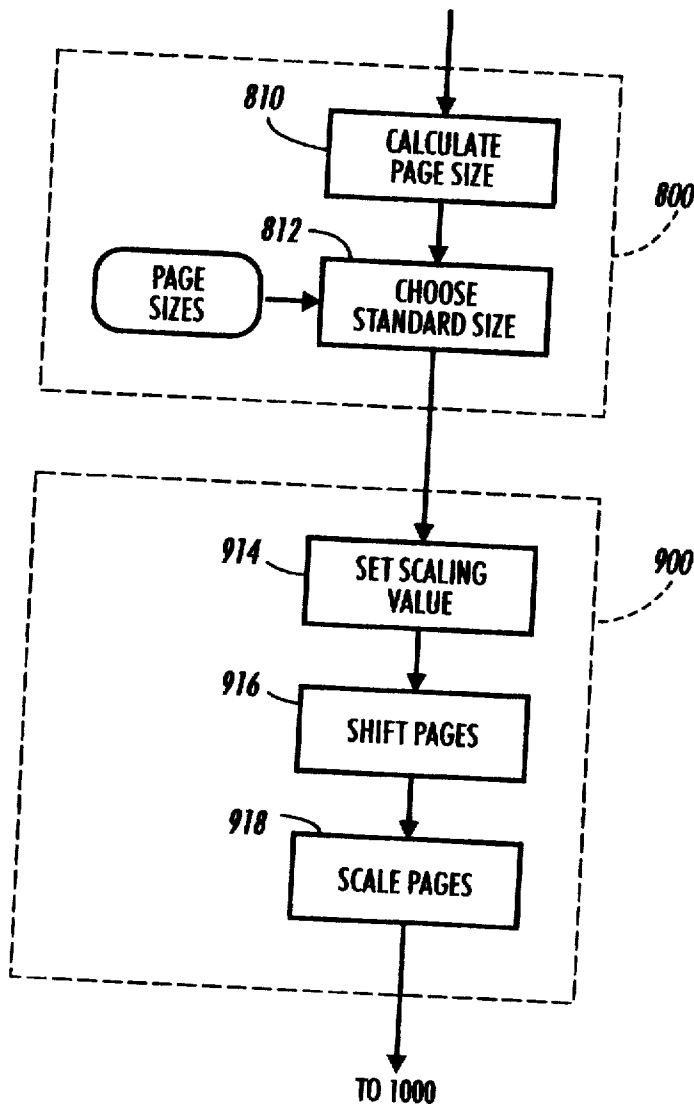 810
CALCULATE
PAGE SIZE
800
812
PAGE
SIZES
CHOOSE
STANDARD SIZE
914
SET SCALING
VALUE
900
916
SHIFT PAGES
918
SCALE PAGES
TO 1000